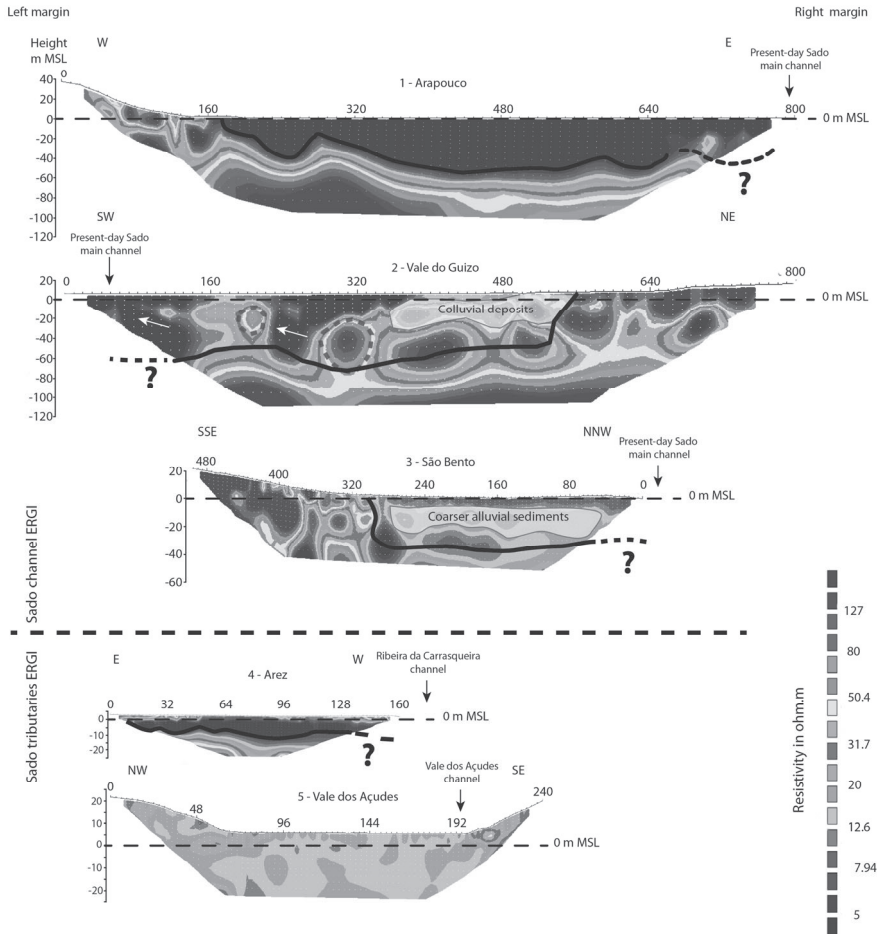 Left margin
Right margin
Height
m MSL
W
E
Present-day Sado
main channel
1 - Arapouco
0
160
320
480
640
800
40
20
0
-20
-40
-60
-80
-100
-120
0 m MSL
?
SW
NE
Present-day Sado
main channel
2 - Vale do Guizo
0
160
320
480
640
800
20
0
-20
-40
-60
-80
-100
-120
0 m MSL
Colluvial deposits
?
SSE
NNW
Present-day Sado
main channel
3 - São Bento
480
400
320
240
160
80
0
20
0
-20
-40
-60
0 m MSL
Coarser alluvial sediments
?
Sado channel ERGI
Sado tributaries ERGI
E
W
Ribeira da Carrasqueira
channel
4 - Arez
0
32
64
96
128
160
0
-10
-20
0 m MSL
?
NW
SE
Vale dos Açudes
channel
5 - Vale dos Açudes
0
48
96
144
192
240
20
10
0
-10
-20
0 m MSL
Resistivity in ohm.m
127
80
50.4
31.7
20
12.6
7.94
5